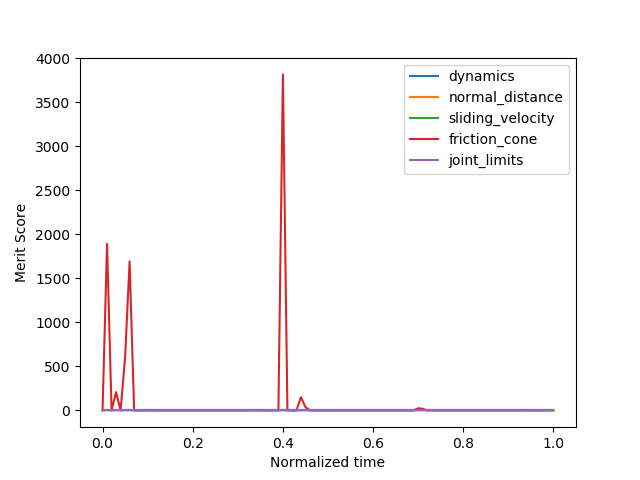 4000
3500
3000
2500
2000
1500
1000
500
0
Merit Score
dynamics
normal_distance
sliding_velocity
friction_cone
joint_limits
0.0 0.2 0.4 0.6 0.8 1.0
Normalized time